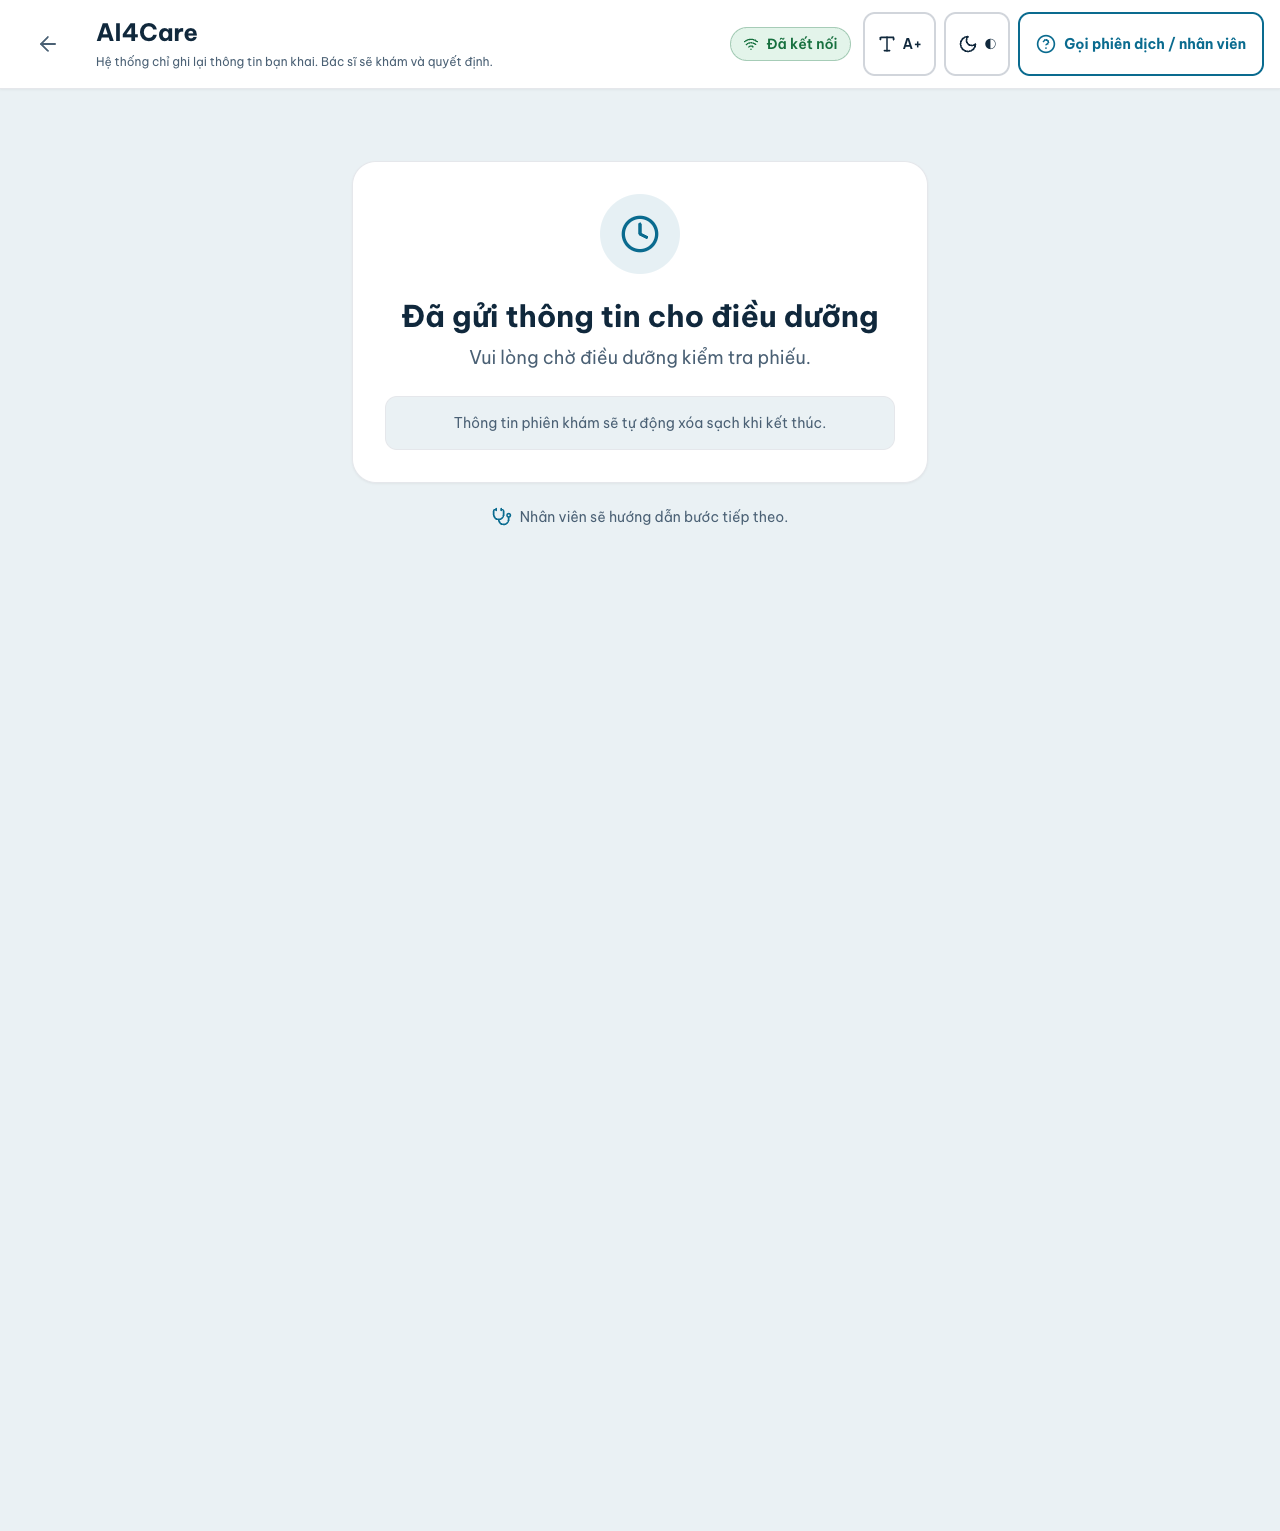 AI4Care
Hệ thống chỉ ghi lại thông tin bạn khai. Bác sĩ sẽ khám và quyết định.
Đã kết nối
A+
Gọi phiên dịch / nhân viên
Đã gửi thông tin cho điều dưỡng
Vui lòng chờ điều dưỡng kiểm tra phiếu.
Thông tin phiên khám sẽ tự động xóa sạch khi kết thúc.
Nhân viên sẽ hướng dẫn bước tiếp theo.